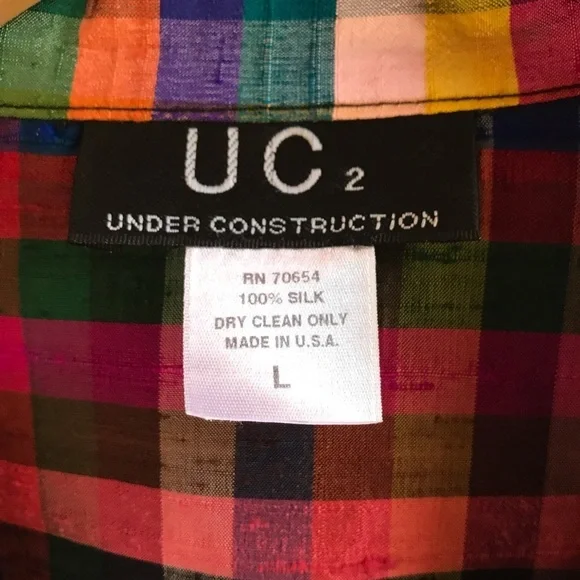 UC2
UNDER CONSTRUCTION
RN 70654
100% SILK
DRY CLEAN ONLY
MADE IN U.S.A.
L